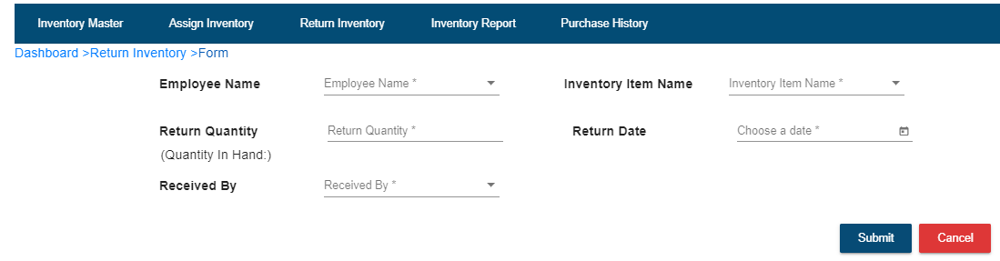 Inventory Master Assign Inventory Return Inventory Inventory Report Purchase History
Dashboard >Return Inventory >Form
Employee Name Employee Name * Inventory Item Name Inventory Item Name *
Return Quantity Return Quantity * Return Date Choose a date *
(Quantity In Hand:)
Received By Received By *
Submit Cancel